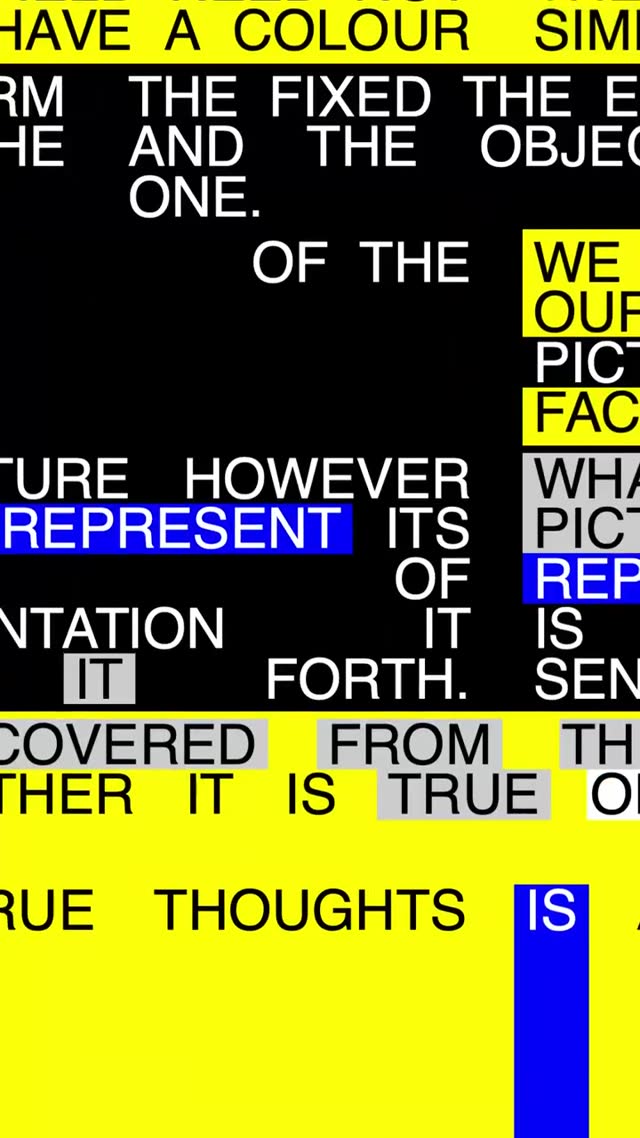 HAVE A COLOUR SIM
RM THE FIXED THE E
HE AND THE OBJEC
ONE.
OF THE WE
OUR
PICT
FAC
TURE HOWEVER WHA
REPRESENT ITS PICT
OF REP
NTATION IT IS
IT FORTH. SEN
COVERED FROM TH
THER IT IS TRUE O
RUE THOUGHTS IS